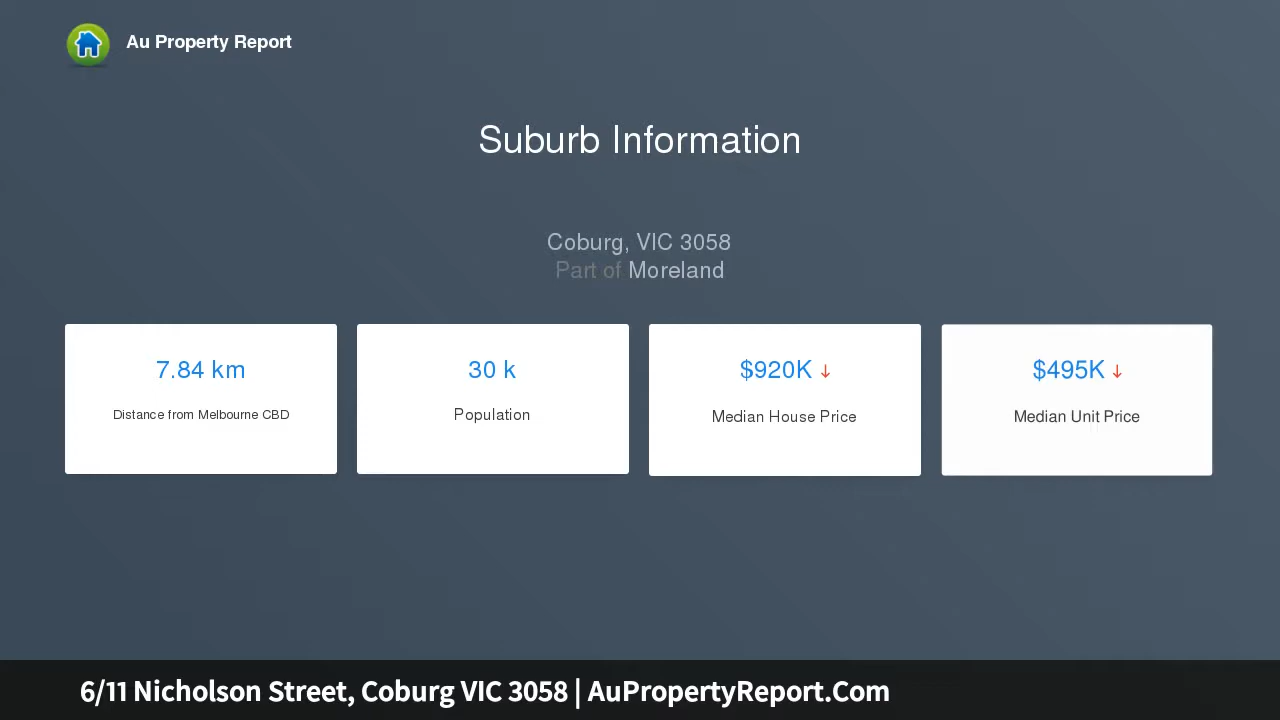 Au Property Report
Suburb Information
Coburg, VIC 3058
Part of Moreland
7.84 km
Distance from Melbourne CBD
30 k
Population
$920K ↓
Median House Price
$495K ↓
Median Unit Price
6/11 Nicholson Street, Coburg VIC 3058 | AuPropertyReport.Com